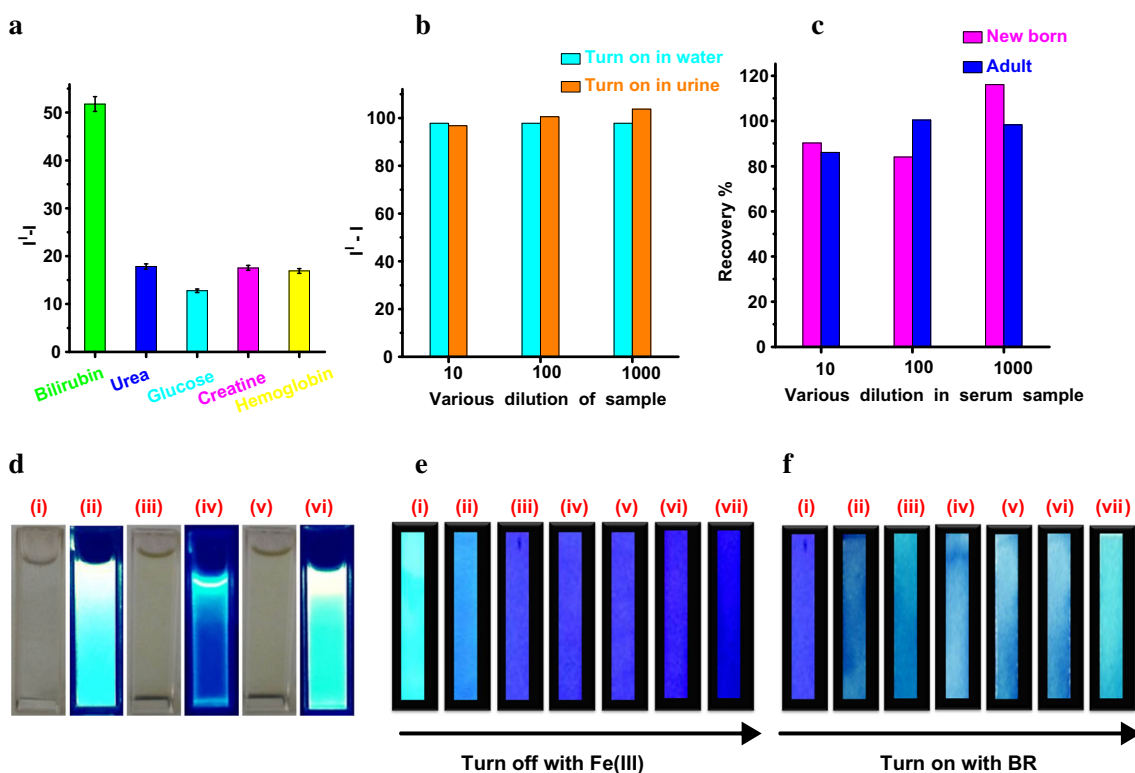 a
I^I-I
50
40
30
20
10
0
Bilirubin
Urea
Glucose
Creatine
Hemoglobin
b
Turn on in water
Turn on in urine
I^I - I
100
80
60
40
20
0
10 100 1000
Various dilution of sample
c
New born
Adult
Recovery %
120
100
80
60
40
20
0
10 100 1000
Various dilution in serum sample
d
(i) (ii) (iii) (iv) (v) (vi)
e
(i) (ii) (iii) (iv) (v) (vi) (vii)
Turn off with Fe(III)
f
(i) (ii) (iii) (iv) (v) (vi) (vii)
Turn on with BR